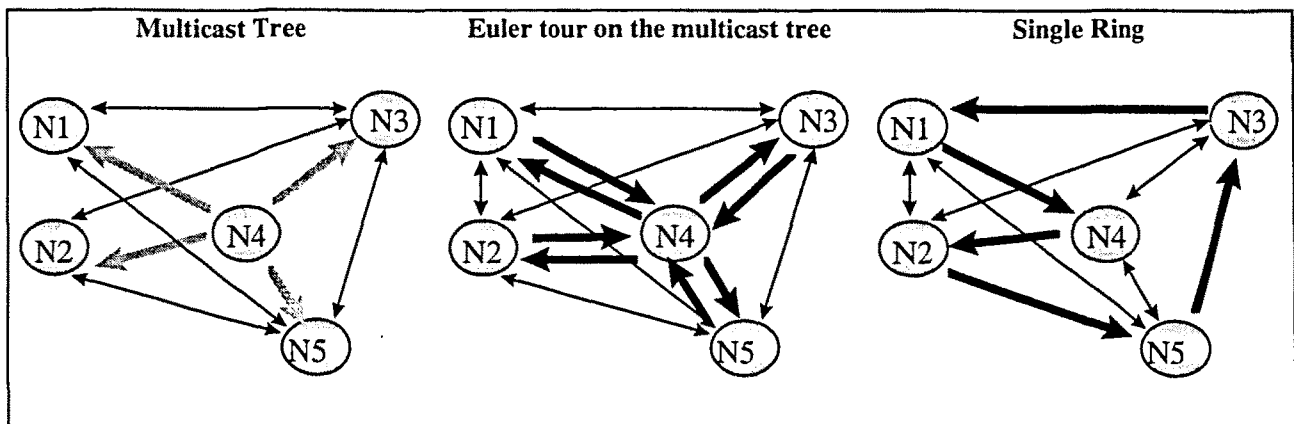 Multicast Tree
Euler tour on the multicast tree
Single Ring
N1
N3
N2
N4
N5
N1
N3
N2
N4
N5
N1
N3
N2
N4
N5